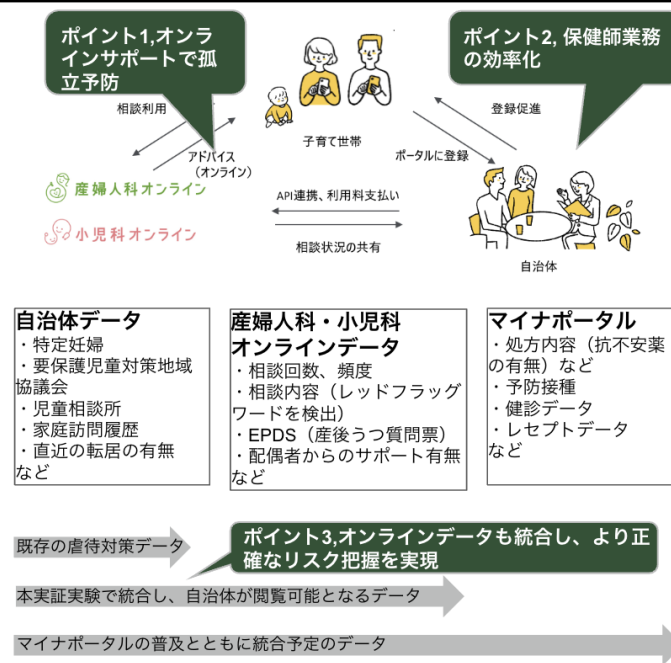 ポイント1,オンラ
インサポートで孤
立予防
ポイント2, 保健師業務
の効率化
相談利用
登録促進
子育て世帯
アドバイス
（オンライン）
ポータルに登録
産婦人科オンライン
小児科オンライン
API連携、利用料支払い
相談状況の共有
自治体
自治体データ
・特定妊婦
・要保護児童対策地域
協議会
・児童相談所
・家庭訪問履歴
・直近の転居の有無
など
産婦人科・小児科
オンラインデータ
・相談回数、頻度
・相談内容（レッドフラッグ
ワードを検出）
・EPDS（産後うつ質問票）
・配偶者からのサポート有無
など
マイナポータル
・処方内容（抗不安薬
の有無）など
・予防接種
・健診データ
・レセプトデータ
など
既存の虐待対策データ
ポイント3,オンラインデータも統合し、より正
確なリスク把握を実現
本実証実験で統合し、自治体が閲覧可能となるデータ
マイナポータルの普及とともに統合予定のデータ